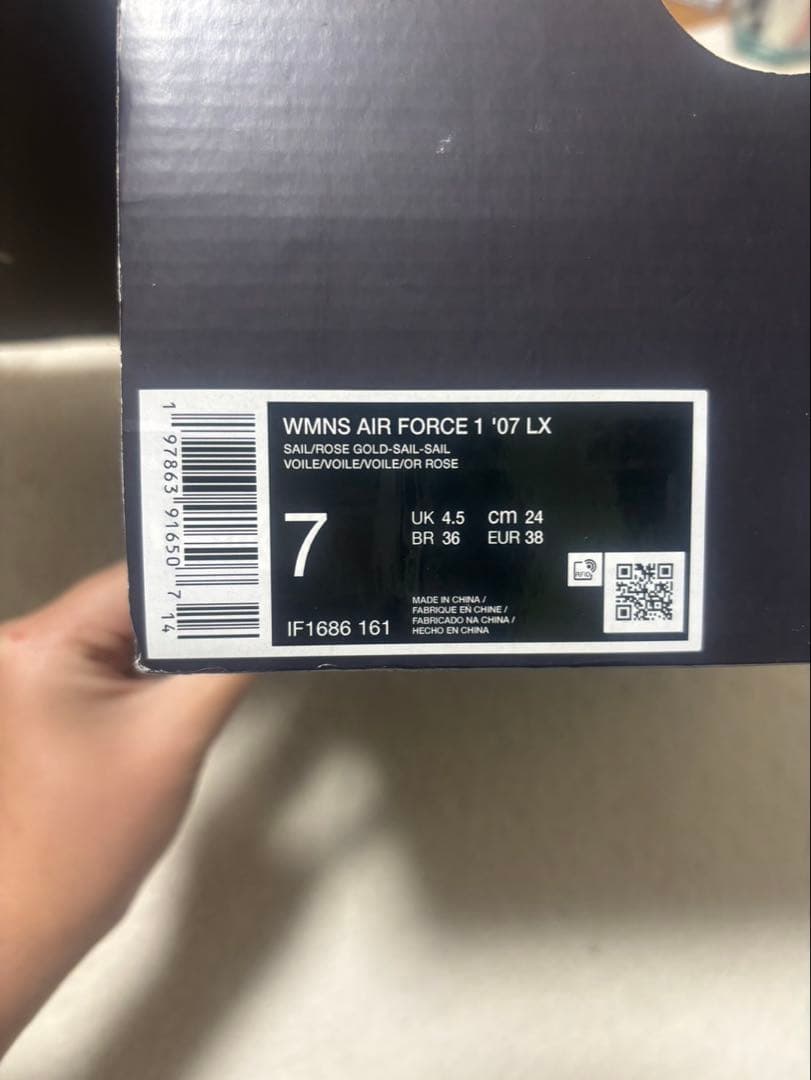 WMNS AIR FORCE 1 '07 LX
SAIL/ROSE GOLD-SAIL-SAIL
VOILE/VOILE/VOILE/OR ROSE
7
UK 4.5 cm 24
BR 36 EUR 38
RFID
MADE IN CHINA /
FABRIQUE EN CHINE /
FABRICADO NA CHINA /
HECHO EN CHINA
IF1686 161
1 97863 91650 7 14